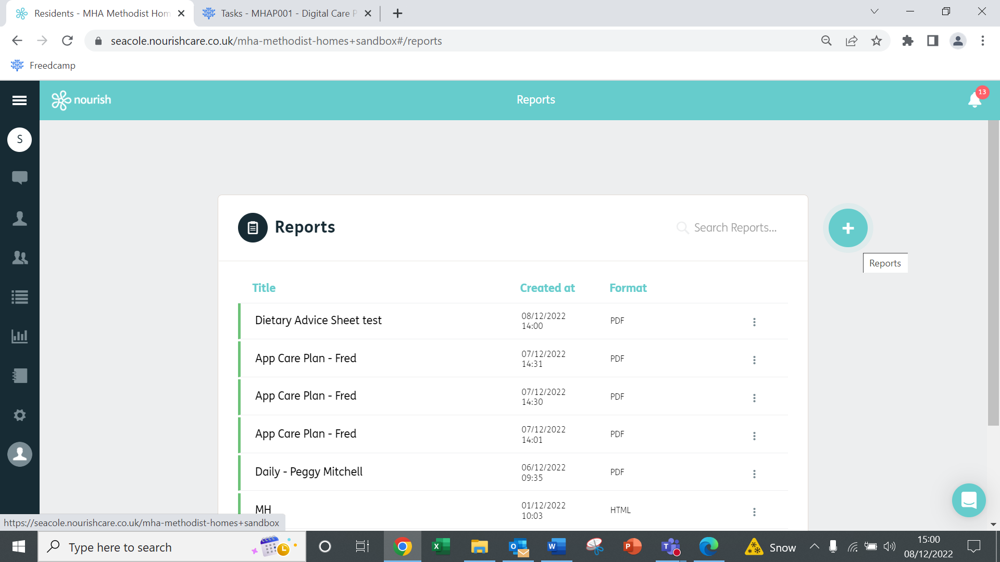 Residents - MHA Methodist Hom
Tasks - MHAP001 - Digital Care P
seacole.nourishcare.co.uk/mha-methodist-homes+sandbox#/reports
Freedcamp
nourish
Reports
13
S
Reports
Search Reports...
Reports
Title Created at Format
Dietary Advice Sheet test 08/12/2022 PDF
14:00
App Care Plan - Fred 07/12/2022 PDF
14:31
App Care Plan - Fred 07/12/2022 PDF
14:30
App Care Plan - Fred 07/12/2022 PDF
14:01
Daily - Peggy Mitchell 06/12/2022 PDF
09:35
MH 01/12/2022 HTML
10:03
https://seacole.nourishcare.co.uk/mha-methodist-homes+sandbox
Type here to search
Snow
15:00
08/12/2022